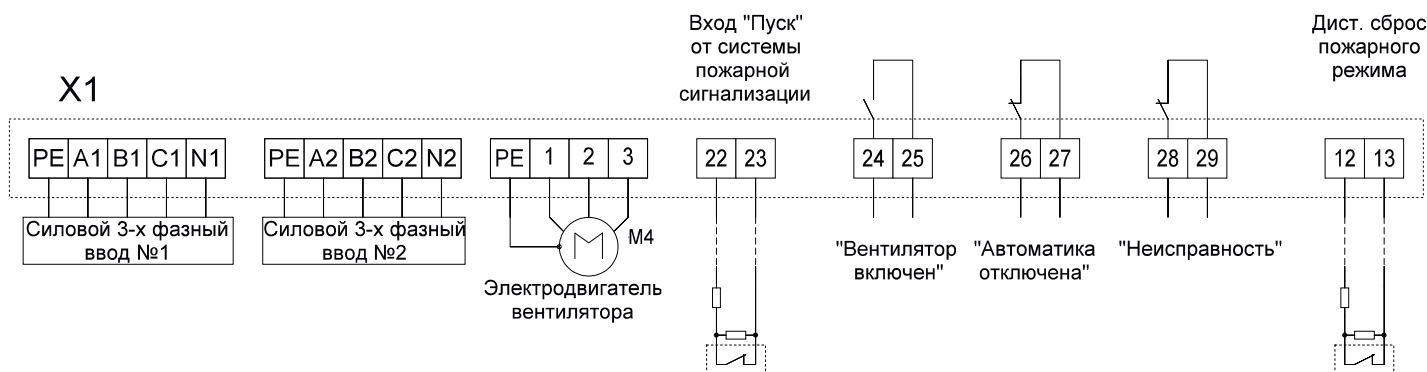 Вход "Пуск"
от системы
пожарной
сигнализации
Дист. сброс
пожарного
режима
X1
PE A1 B1 C1 N1
PE A2 B2 C2 N2
PE 1 2 3
22 23
24 25
26 27
28 29
12 13
Силовой 3-х фазный
ввод №1
Силовой 3-х фазный
ввод №2
M
M4
Электродвигатель
вентилятора
"Вентилятор
включен"
"Автоматика
отключена"
"Неисправность"